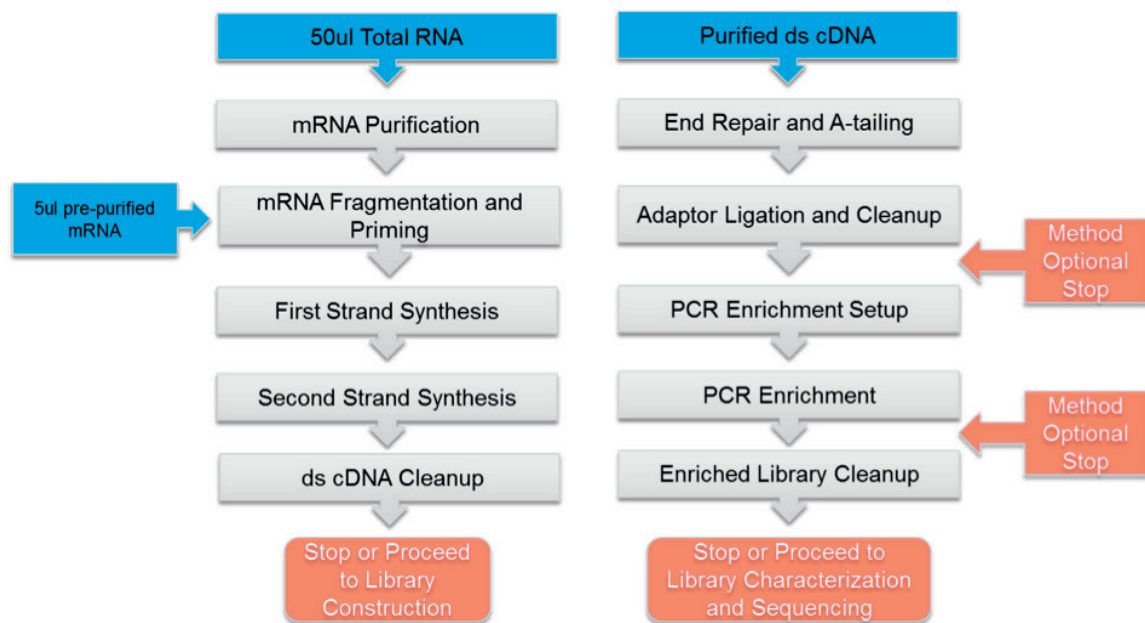 50ul Total RNA
mRNA Purification
5ul pre-purified
mRNA
mRNA Fragmentation and
Priming
First Strand Synthesis
Second Strand Synthesis
ds cDNA Cleanup
Stop or Proceed
to Library
Construction
Purified ds cDNA
End Repair and A-tailing
Adaptor Ligation and Cleanup
Method
Optional
Stop
PCR Enrichment Setup
PCR Enrichment
Method
Optional
Stop
Enriched Library Cleanup
Stop or Proceed to
Library Characterization
and Sequencing